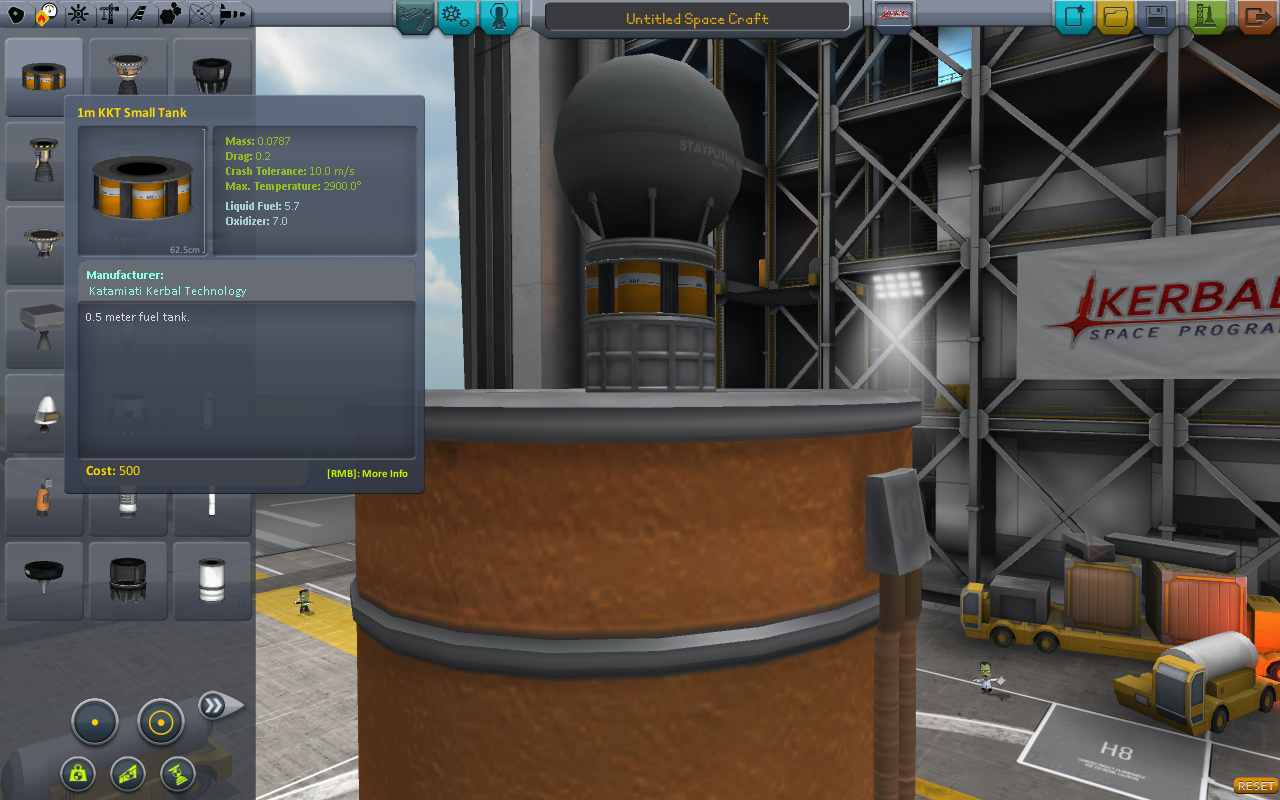 Untitled Space Craft
1m KKT Small Tank
Mass: 0.0787
Drag: 0.2
Crash Tolerance: 10.0 m/s
Max. Temperature: 2900.0°
Liquid Fuel: 5.7
Oxidizer: 7.0
62.5cm
Manufacturer:
Katamiati Kerbal Technology
0.5 meter fuel tank.
Cost: 500
[RMB]: More Info
STAYPUTNIK
KERBAL
SPACE PROGRA
H8
RESET